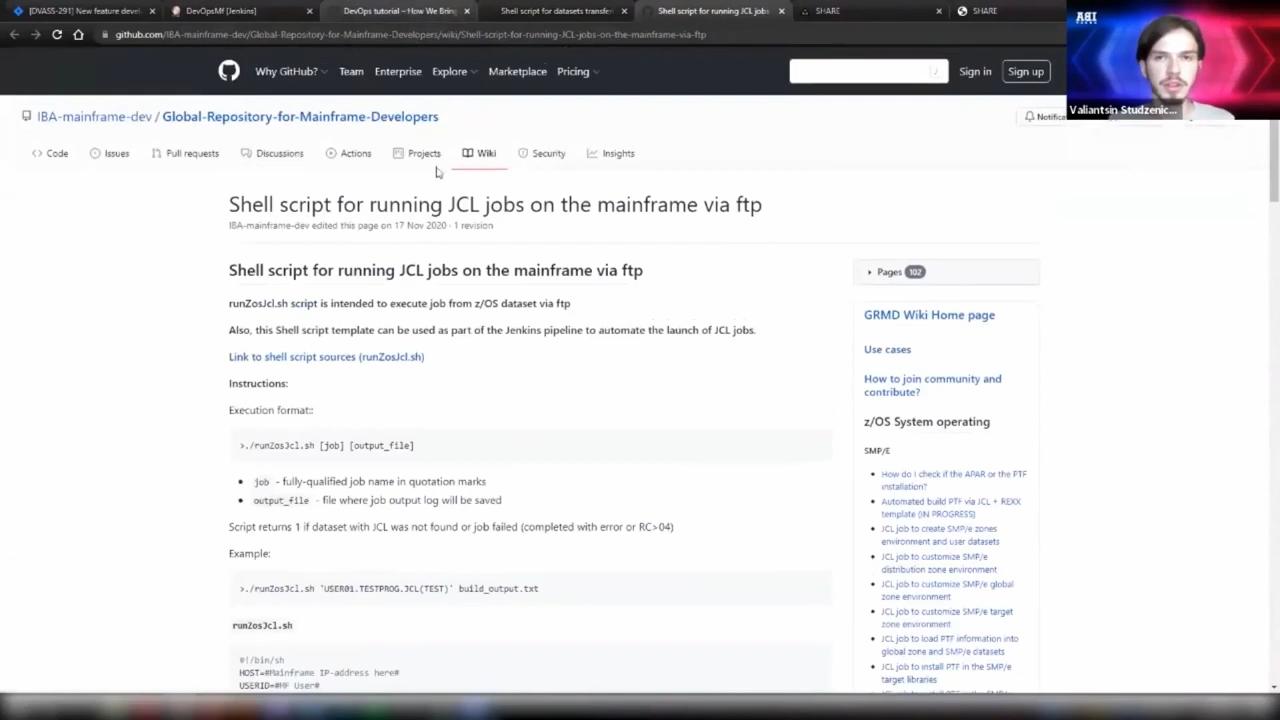 [DVASS-291] New feature devel
DevOpsMf [Jenkins]
DevOps tutorial – How We Bring
Shell script for datasets transfer
Shell script for running JCL jobs
SHARE
SHARE
github.com/IBA-mainframe-dev/Global-Repository-for-Mainframe-Developers/wiki/Shell-script-for-running-JCL-jobs-on-the-mainframe-via-ftp
IBA
Valiantsin Studzenic...
Why GitHub? Team Enterprise Explore Marketplace Pricing
/ Sign in Sign up
IBA-mainframe-dev / Global-Repository-for-Mainframe-Developers
Notifica
Code Issues Pull requests Discussions Actions Projects Wiki Security Insights
Shell script for running JCL jobs on the mainframe via ftp
IBA-mainframe-dev edited this page on 17 Nov 2020 · 1 revision
Shell script for running JCL jobs on the mainframe via ftp
runZosJcl.sh script is intended to execute job from z/OS dataset via ftp
Also, this Shell script template can be used as part of the Jenkins pipeline to automate the launch of JCL jobs.
Link to shell script sources (runZosJcl.sh)
Instructions:
Execution format::
>./runZosJcl.sh [job] [output_file]
• job - fully-qualified job name in quotation marks
• output_file - file where job output log will be saved
Script returns 1 if dataset with JCL was not found or job failed (completed with error or RC>04)
Example:
>./runZosJcl.sh 'USER01.TESTPROG.JCL(TEST)' build_output.txt
runZosJcl.sh
#!/bin/sh
HOST=#Mainframe IP-address here#
USERID=#MF User#
Pages 102
GRMD Wiki Home page
Use cases
How to join community and
contribute?
z/OS System operating
SMP/E
• How do I check if the APAR or the PTF
installation?
• Automated build PTF via JCL + REXX
template (IN PROGRESS)
• JCL job to create SMP/e zones
environment and user datasets
• JCL job to customize SMP/e
distribution zone environment
• JCL job to customize SMP/e global
zone environment
• JCL job to customize SMP/e target
zone environment
• JCL job to load PTF information into
global zone and SMP/e datasets
• JCL job to install PTF in the SMP/e
target libraries